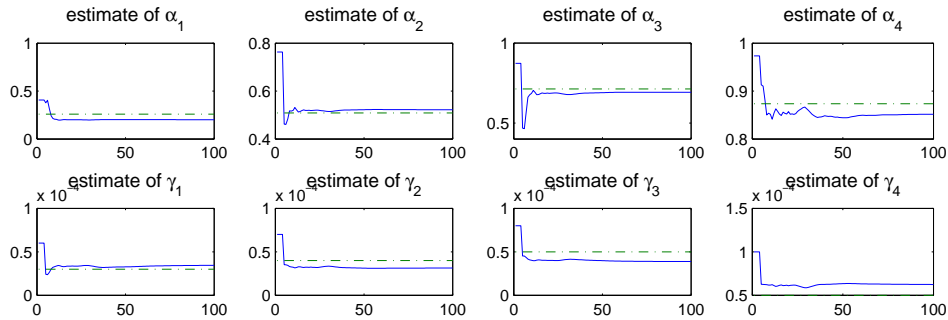 estimate of α₁
1
0.5
0
0 50 100
estimate of α₂
0.8
0.6
0.4
0 50 100
estimate of α₃
1
0.5
0 50 100
estimate of α₄
1
0.9
0.8
0 50 100
x 10⁻⁴
estimate of γ₁
1
0.5
0
0 50 100
x 10⁻⁴
estimate of γ₂
1
0.5
0
0 50 100
x 10⁻⁴
estimate of γ₃
1
0.5
0
0 50 100
x 10⁻⁴
estimate of γ₄
1.5
1
0.5
0 50 100